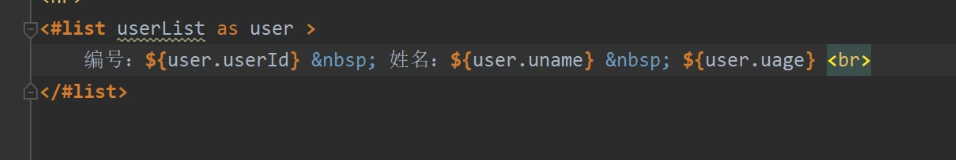 <#list userList as user >
编号：${user.userId} &nbsp; 姓名：${user.uname} &nbsp; ${user.uage} <br>
</#list>